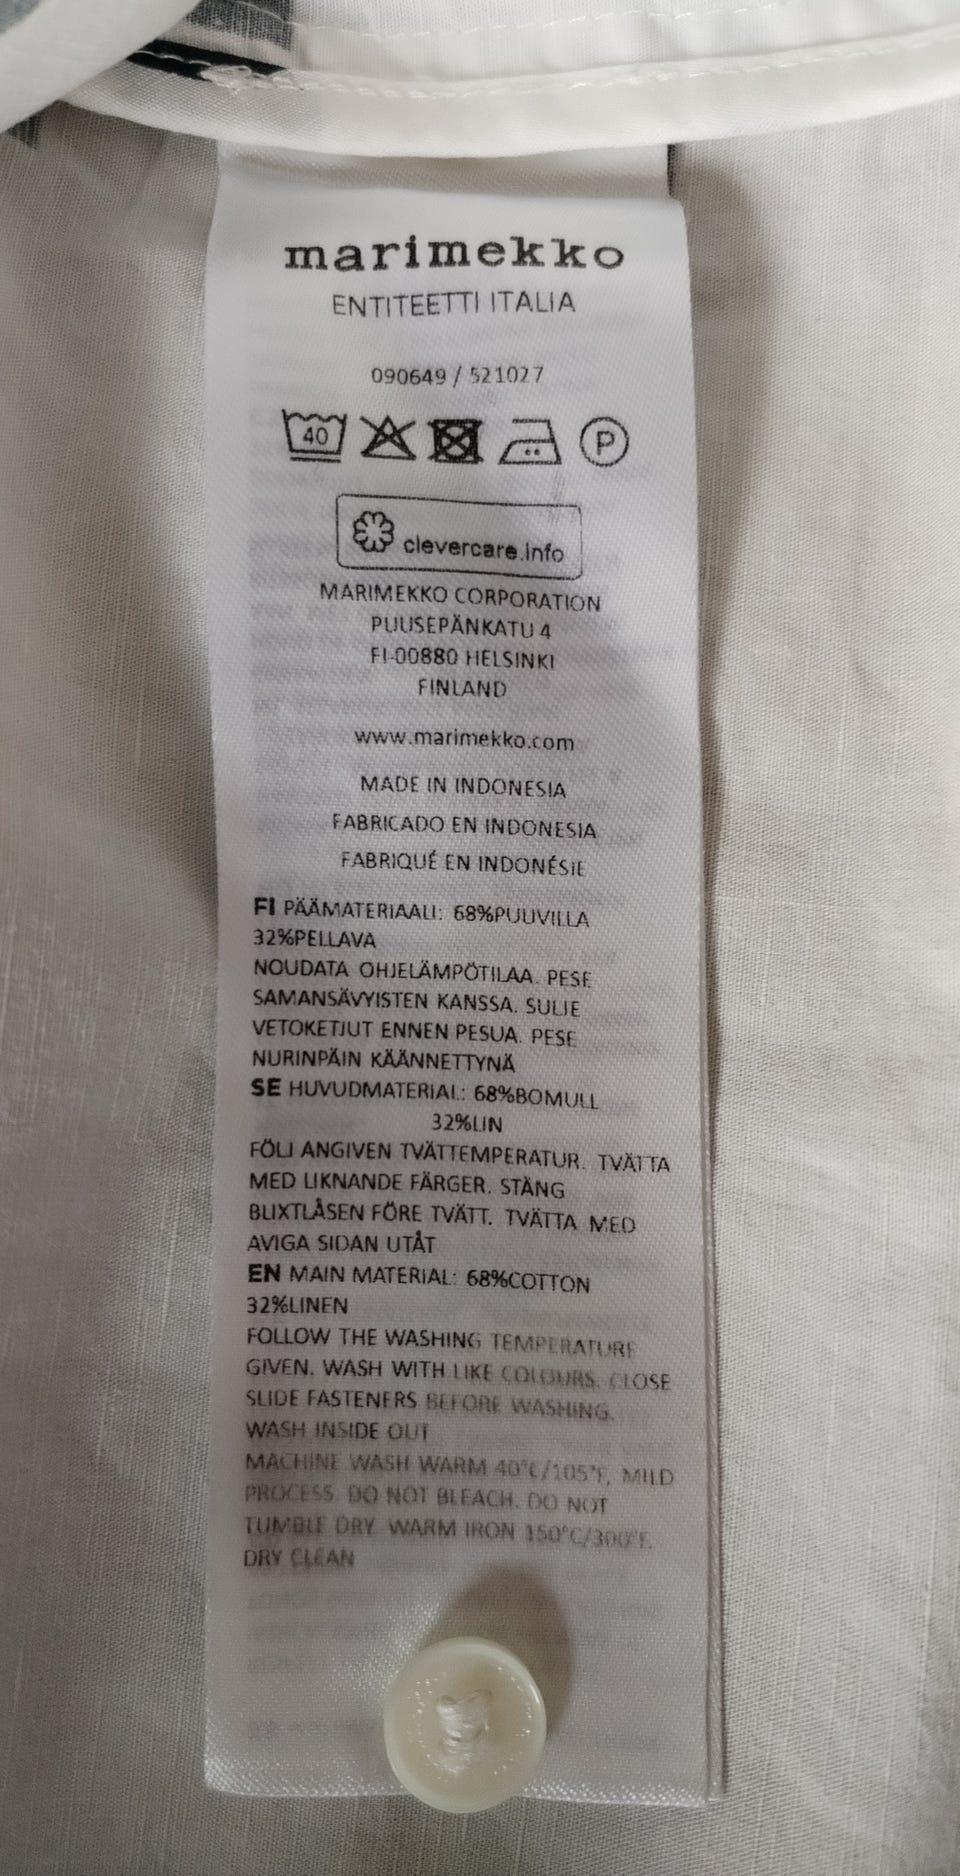 marimekko
ENTITEETTI ITALIA
090649 / 521027
40 P
clevercare.info
MARIMEKKO CORPORATION
PUUSEPÄNKATU 4
FI-00880 HELSINKI
FINLAND
www.marimekko.com
MADE IN INDONESIA
FABRICADO EN INDONESIA
FABRIQUÉ EN INDONÉSIE
FI PÄÄMATERIAALI: 68%PUUVILLA
32%PELLAVA
NOUDATA OHJELÄMPÖTILAA. PESE
SAMANSÄVYISTEN KANSSA. SULJE
VETOKETJUT ENNEN PESUA. PESE
NURINPÄIN KÄÄNNETTYNÄ
SE HUVUDMATERIAL: 68%BOMULL
32%LIN
FÖLJ ANGIVEN TVÄTTEMPERATUR. TVÄTTA
MED LIKNANDE FÄRGER. STÄNG
BLIXTLÅSEN FÖRE TVÄTT. TVÄTTA MED
AVIGA SIDAN UTÅT
EN MAIN MATERIAL: 68%COTTON
32%LINEN
FOLLOW THE WASHING TEMPERATURE
GIVEN. WASH WITH LIKE COLOURS. CLOSE
SLIDE FASTENERS BEFORE WASHING.
WASH INSIDE OUT
MACHINE WASH WARM 40°C/105°F, MILD
PROCESS. DO NOT BLEACH. DO NOT
TUMBLE DRY. WARM IRON 150°C/300°F.
DRY CLEAN